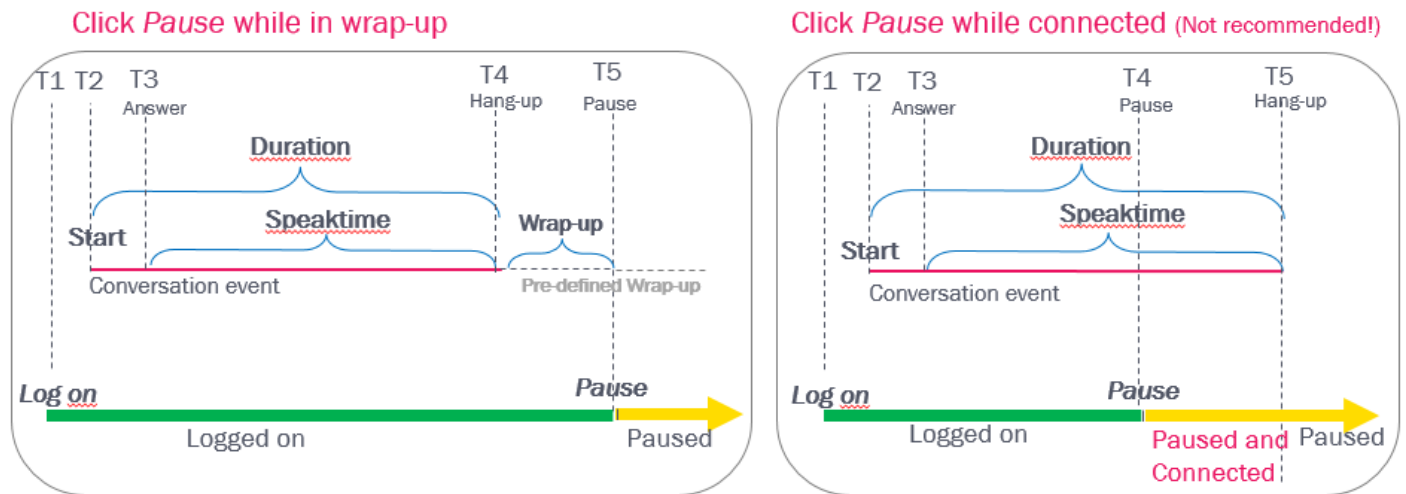 Click Pause while in wrap-up
T1 T2 T3 T4 T5
Answer Hang-up Pause
Duration
Speaktime
Wrap-up
Start
Conversation event
Pre-defined Wrap-up
Log on
Pause
Logged on
Paused
Click Pause while connected (Not recommended!)
T1 T2 T3 T4 T5
Answer Pause Hang-up
Duration
Speaktime
Start
Conversation event
Log on
Pause
Logged on
Paused and Paused
Connected